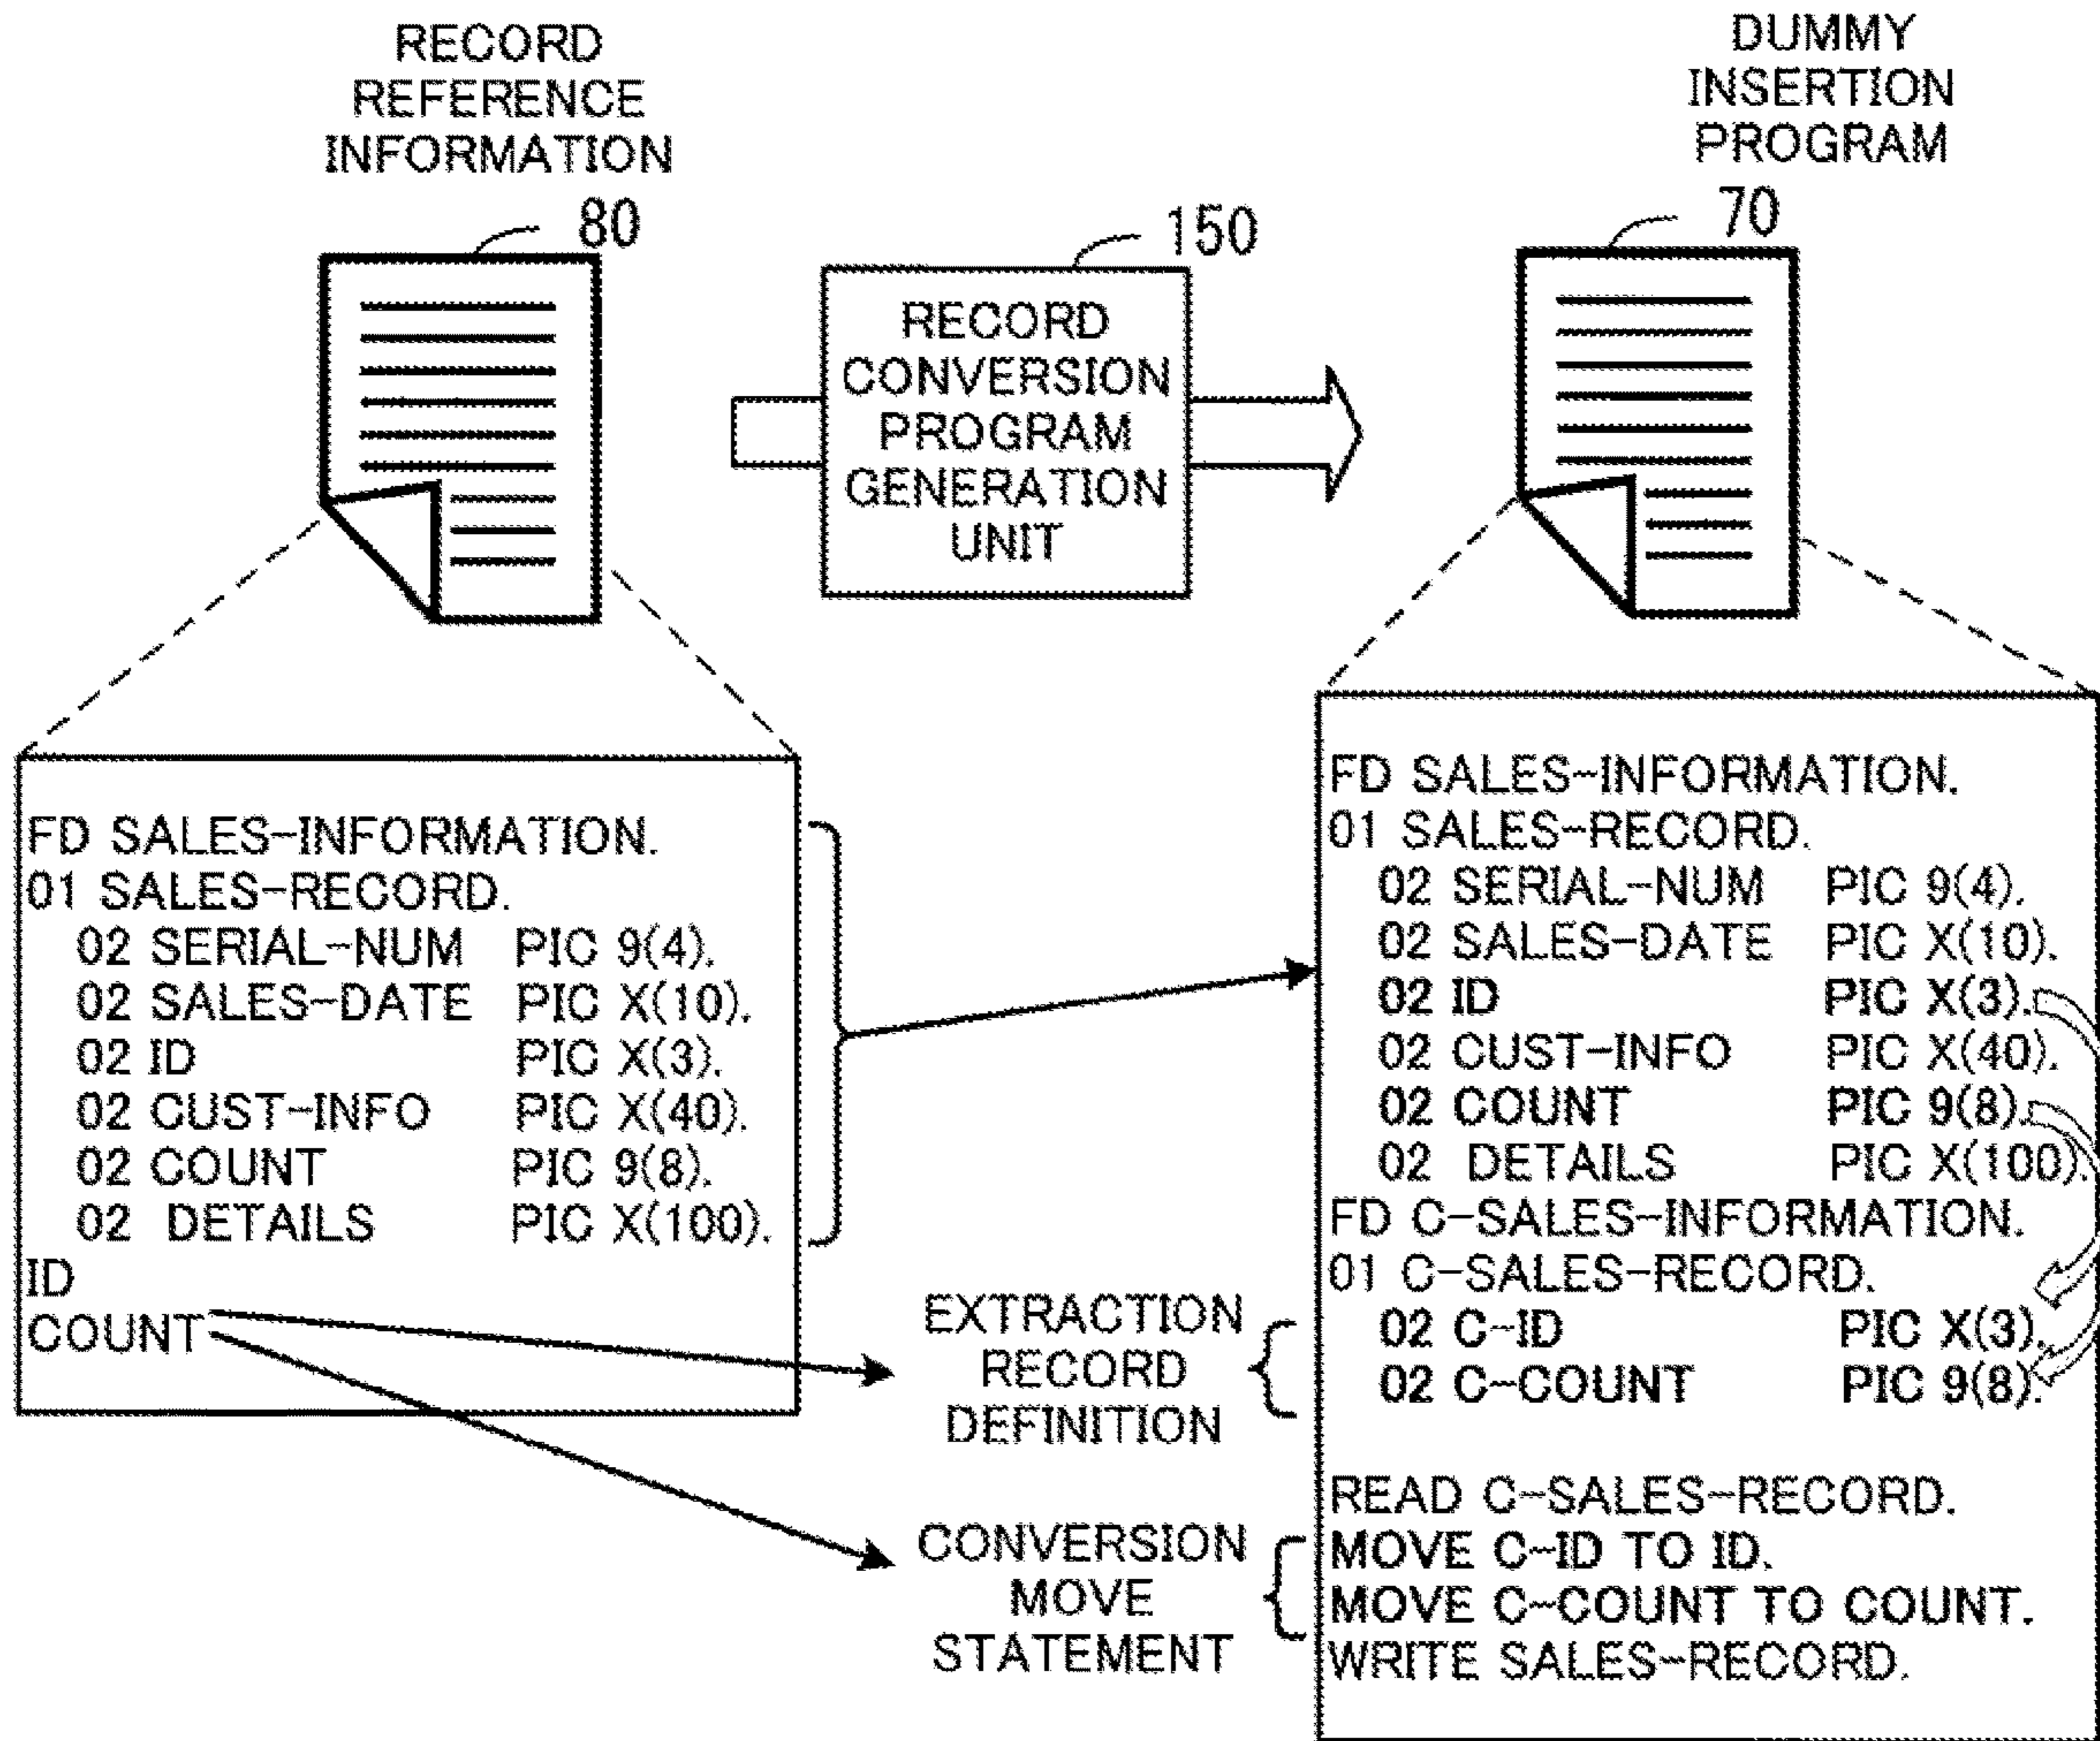 RECORD
REFERENCE
INFORMATION
80
150
RECORD
CONVERSION
PROGRAM
GENERATION
UNIT
DUMMY
INSERTION
PROGRAM
70
FD SALES-INFORMATION.
01 SALES-RECORD.
02 SERIAL-NUM PIC 9(4).
02 SALES-DATE PIC X(10).
02 ID PIC X(3).
02 CUST-INFO PIC X(40).
02 COUNT PIC 9(8).
02 DETAILS PIC X(100).
ID
COUNT
EXTRACTION
RECORD
DEFINITION
CONVERSION
MOVE
STATEMENT
FD SALES-INFORMATION.
01 SALES-RECORD.
02 SERIAL-NUM PIC 9(4).
02 SALES-DATE PIC X(10).
02 ID PIC X(3).
02 CUST-INFO PIC X(40).
02 COUNT PIC 9(8).
02 DETAILS PIC X(100).
FD C-SALES-INFORMATION.
01 C-SALES-RECORD.
02 C-ID PIC X(3).
02 C-COUNT PIC 9(8).
READ C-SALES-RECORD.
MOVE C-ID TO ID.
MOVE C-COUNT TO COUNT.
WRITE SALES-RECORD.